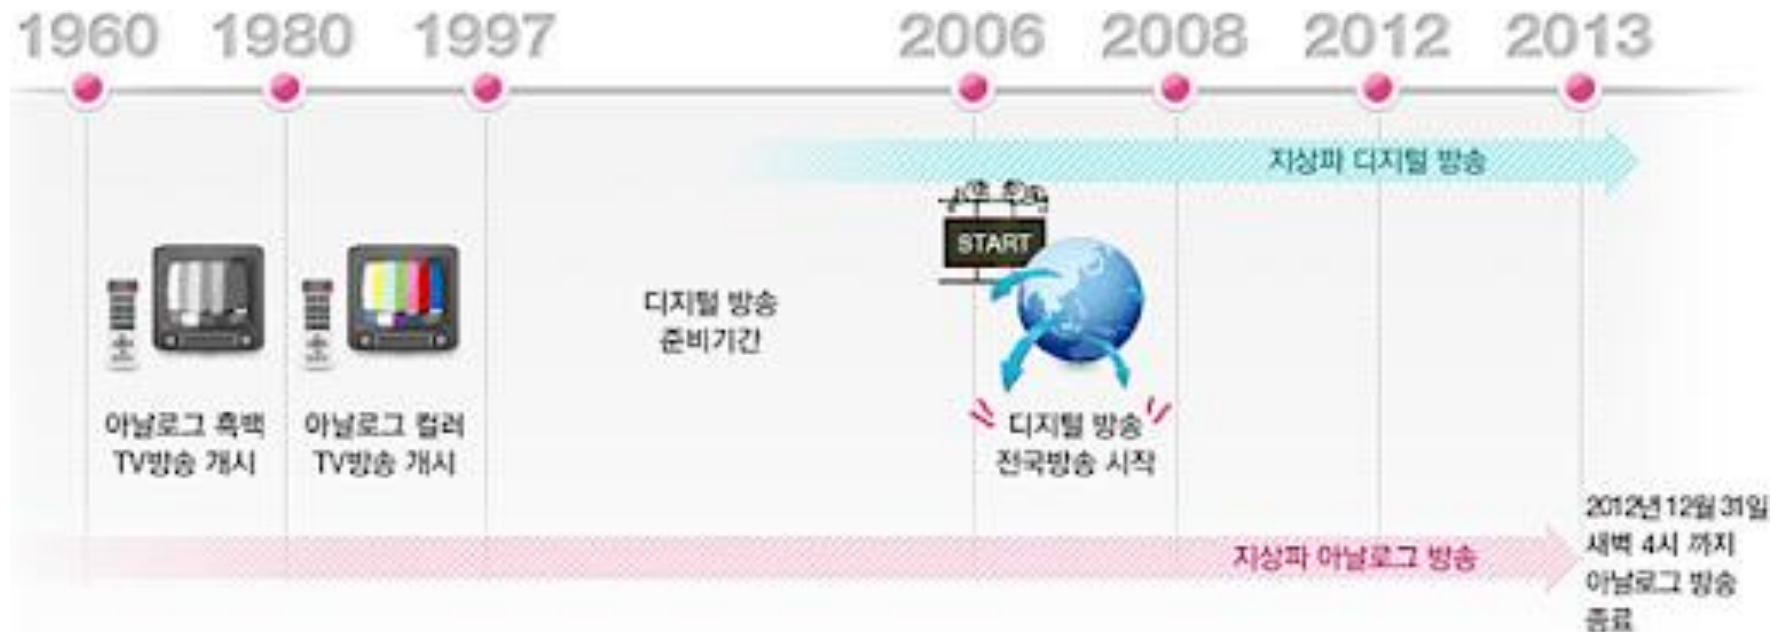 1960 1980 1997 2006 2008 2012 2013
지상파 디지털 방송
START
디지털 방송
준비기간
아날로그 흑백
TV방송 개시
아날로그 컬러
TV방송 개시
디지털 방송
전국방송 시작
지상파 아날로그 방송
2012년 12월 31일
새벽 4시 까지
아날로그 방송
종료